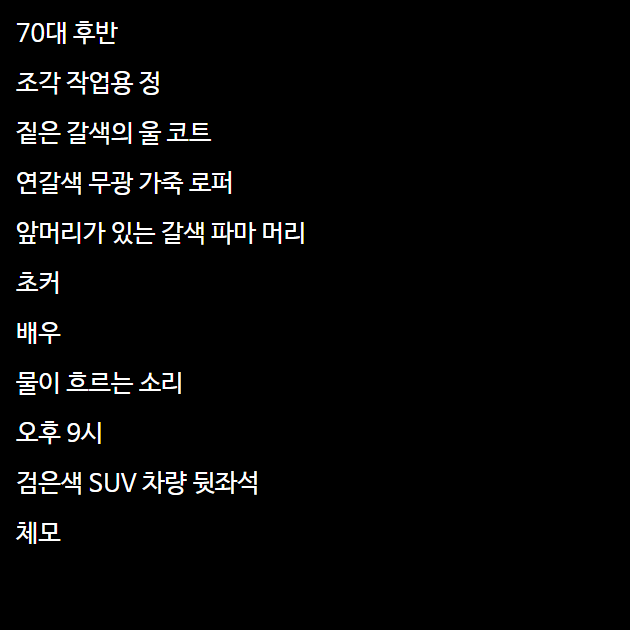 70대 후반
조각 작업용 정
짙은 갈색의 울 코트
연갈색 무광 가죽 로퍼
앞머리가 있는 갈색 파마 머리
초커
배우
물이 흐르는 소리
오후 9시
검은색 SUV 차량 뒷좌석
체모